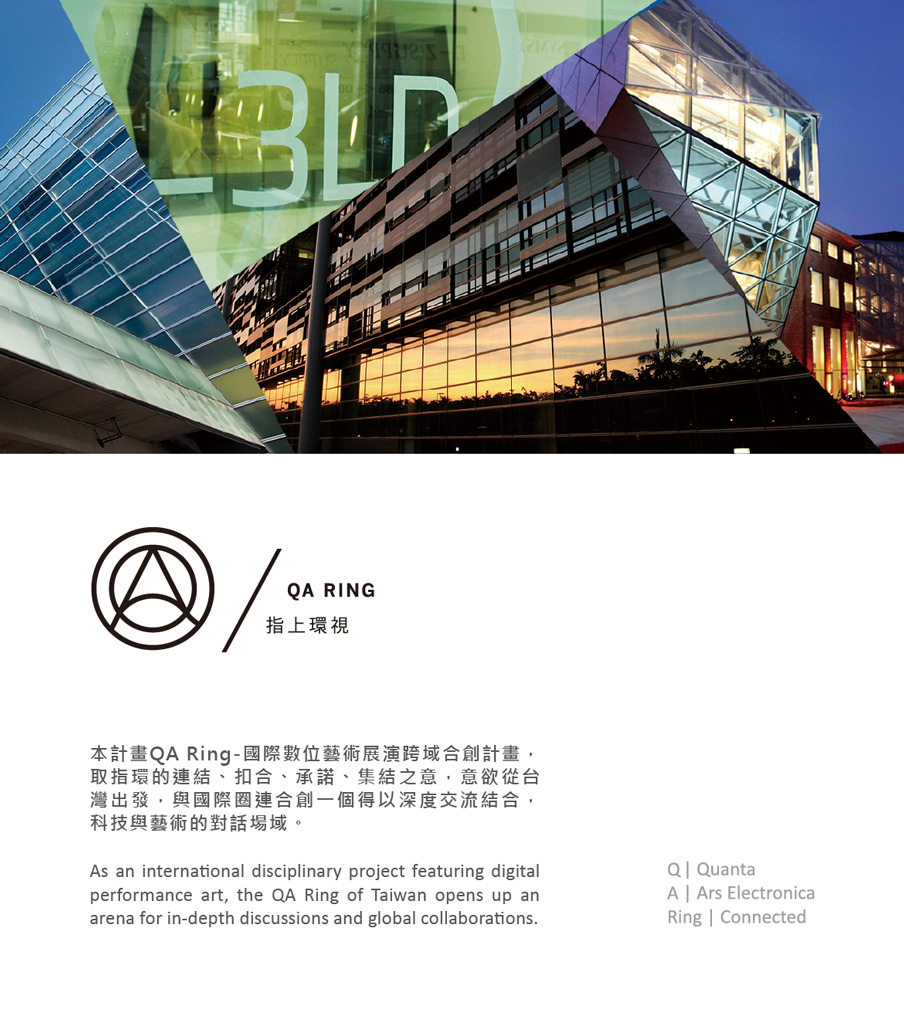 3LD
QA RING
指上環視
本計畫QA Ring-國際數位藝術展演跨域合創計畫，
取指環的連結、扣合、承諾、集結之意，意欲從台
灣出發，與國際圈連合創一個得以深度交流結合，
科技與藝術的對話場域。
As an international disciplinary project featuring digital
performance art, the QA Ring of Taiwan opens up an
arena for in-depth discussions and global collaborations.
Q | Quanta
A | Ars Electronica
Ring | Connected